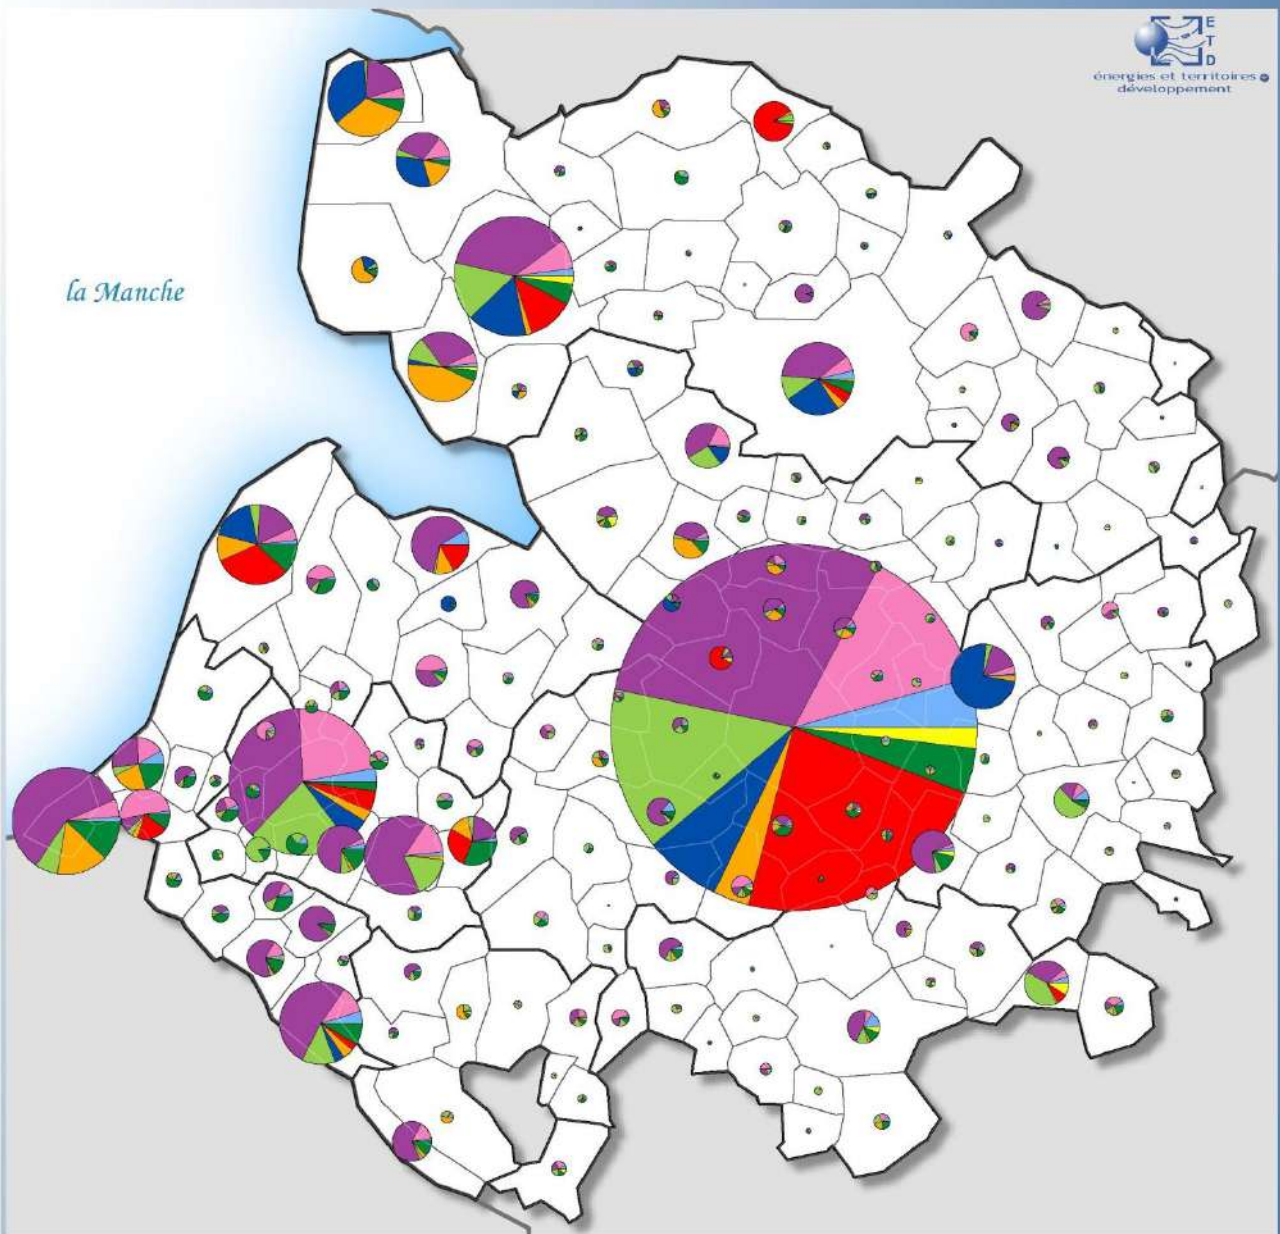 E
T
D
énergies et territoires
développement
la Manche